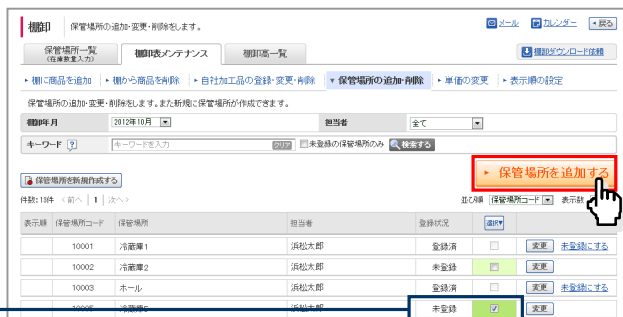 棚卸 保管場所の追加・変更・削除をします。 メール カレンダー 戻る
保管場所一覧 棚卸表メンテナンス 棚卸高一覧 棚卸ダウンロード依頼
(在庫数量入力)
棚に商品を追加 棚から商品を削除 自社加工品の登録・変更・削除 保管場所の追加・削除 単価の変更 表示順の設定
保管場所の追加・変更・削除をします。また新規に保管場所が作成できます。
棚卸年月 2012年10月 担当者 全て
キーワード ? キーワードを入力 クリア 未登録の保管場所のみ 検索する
保管場所を追加する
保管場所を新規作成する
件数:13件 <前へ | 1 | 次へ> 並び順 保管場所コード 表示数
表示順 保管場所コード 保管場所 担当者 登録状況 選択▼
10001 冷蔵庫1 浜松太郎 登録済 変更 未登録にする
10002 冷蔵庫2 浜松太郎 未登録 変更
10003 ホール 浜松太郎 登録済 変更 未登録にする
浜松太郎 未登録 変更